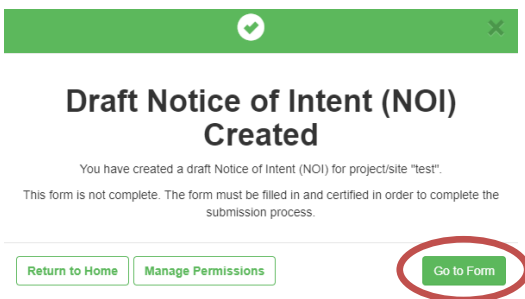 Draft Notice of Intent (NOI)
Created
You have created a draft Notice of Intent (NOI) for project/site "test".
This form is not complete. The form must be filled in and certified in order to complete the
submission process.
Return to Home Manage Permissions Go to Form